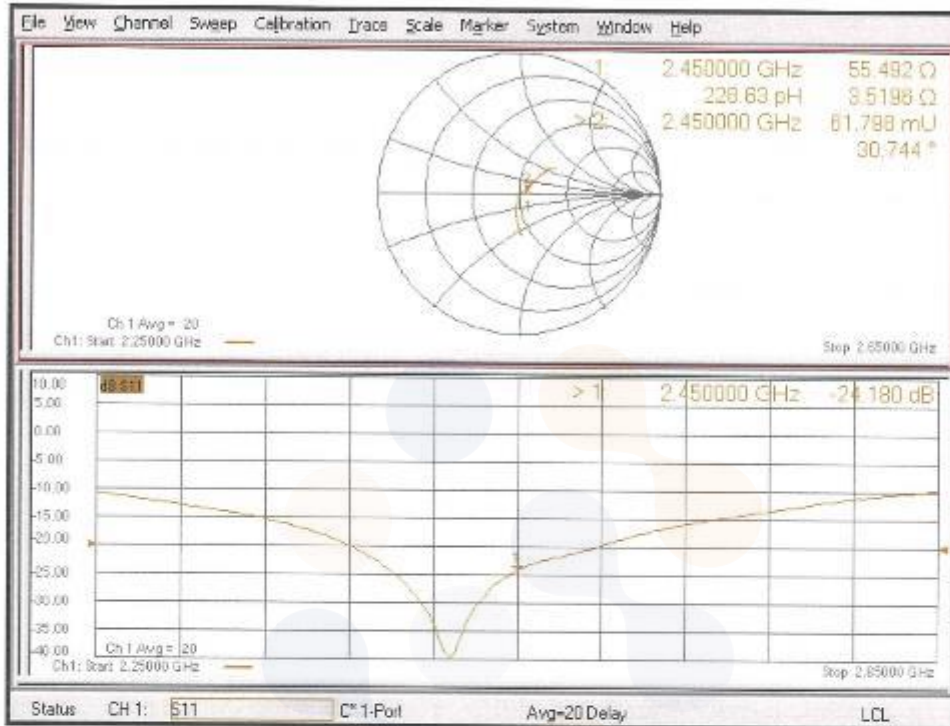 File View Channel Sweep Calibration Trace Scale Marker System Window Help
1 2.450000 GHz 55.492 Ω
228.63 pH 3.5196 Ω
> 2 2.450000 GHz 61.798 mU
30.744 °
Ch 1 Avg = 20
Ch1: Start 2.25000 GHz
Stop 2.65000 GHz
10.00 dB S11
> 1 2.450000 GHz -24.180 dB
5.00
0.00
-5.00
-10.00
-15.00
-20.00
-25.00
1
-30.00
-35.00
-40.00
Ch 1 Avg = 20
Ch1: Start 2.25000 GHz
Stop 2.65000 GHz
Status CH 1: S11 C* 1-Port Avg=20 Delay LCL